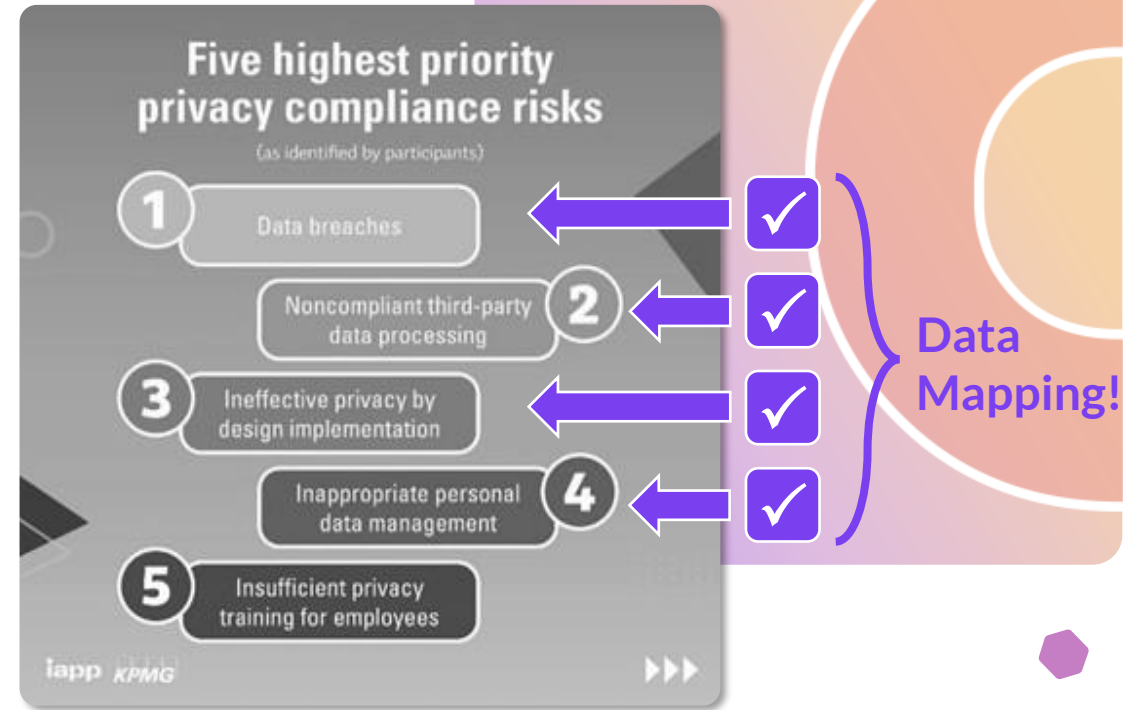 Five highest priority
privacy compliance risks
(as identified by participants)
1
Data breaches
Noncompliant third-party
data processing
2
3
Ineffective privacy by
design implementation
Inappropriate personal
data management
4
5
Insufficient privacy
training for employees
iapp KPMG
Data
Mapping!